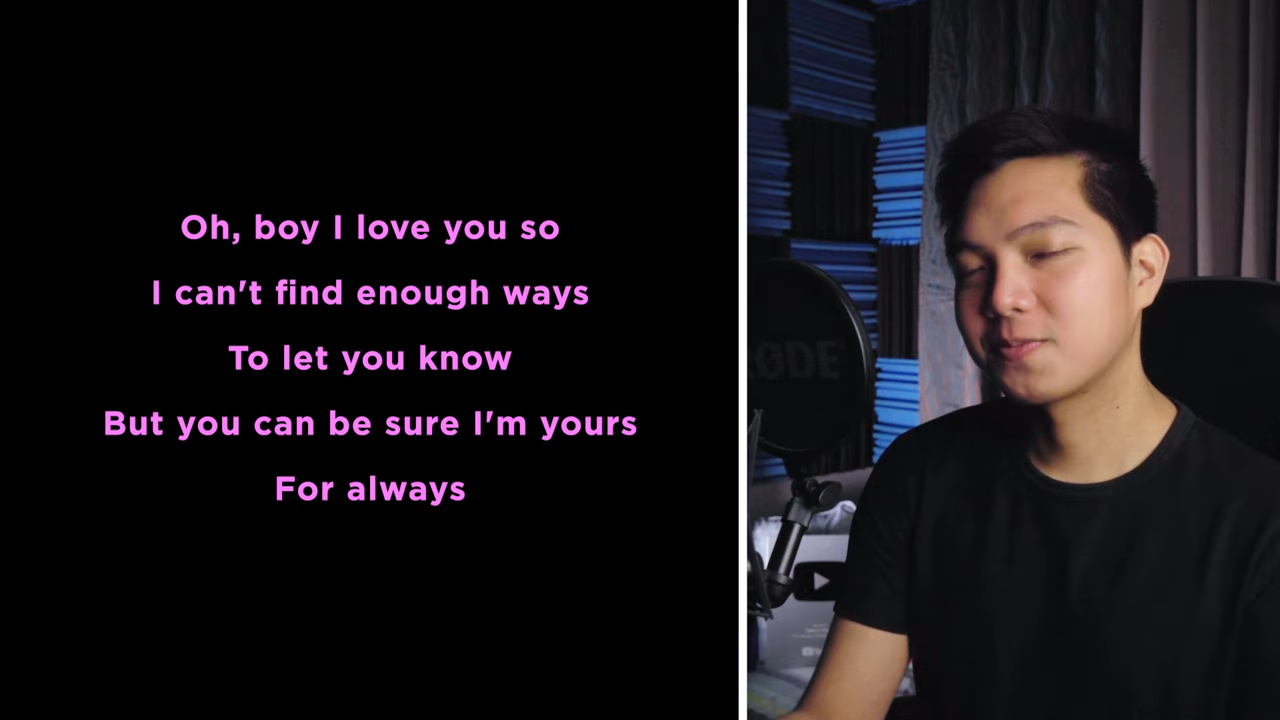 Oh, boy I love you so
I can't find enough ways
To let you know
But you can be sure I'm yours
For always
RØDE